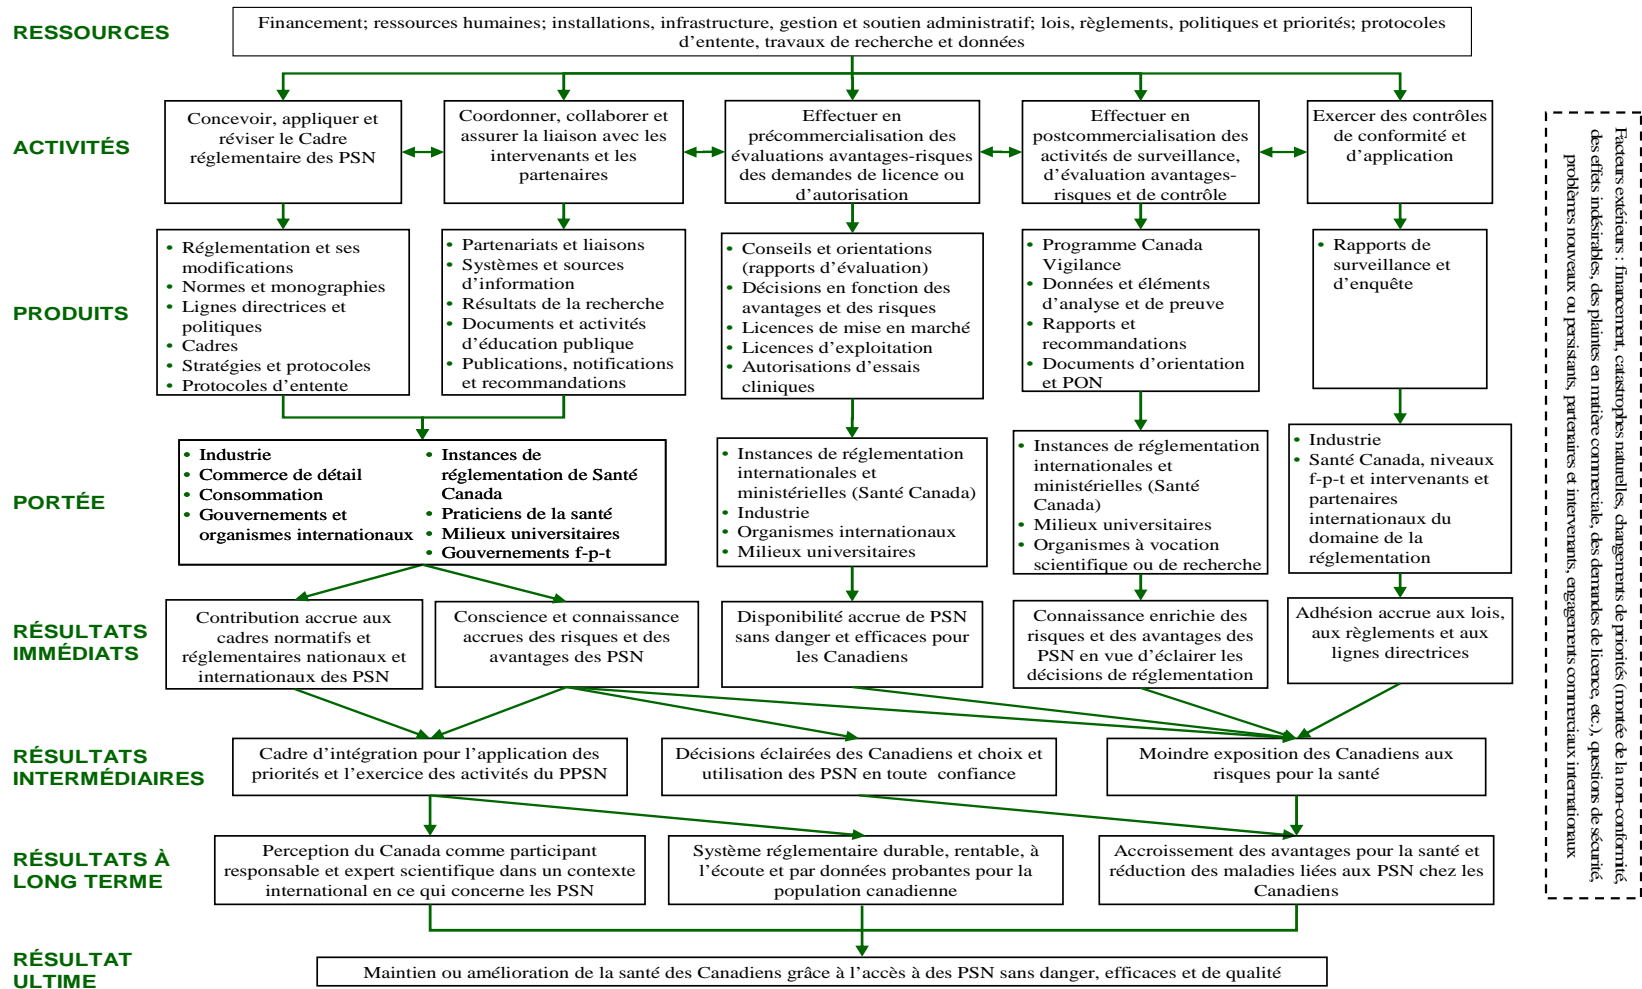 RESSOURCES
Financement; ressources humaines; installations, infrastructure, gestion et soutien administratif; lois, règlements, politiques et priorités; protocoles
d’entente, travaux de recherche et données
ACTIVITÉS
Concevoir, appliquer et
réviser le Cadre
réglementaire des PSN
Coordonner, collaborer et
assurer la liaison avec les
intervenants et les
partenaires
Effectuer en
précommercialisation des
évaluations avantages-risques
des demandes de licence ou
d’autorisation
Effectuer en
postcommercialisation des
activités de surveillance,
d’évaluation avantages-
risques et de contrôle
Exercer des contrôles
de conformité et
d’application
PRODUITS
• Réglementation et ses
modifications
• Normes et monographies
• Lignes directrices et
politiques
• Cadres
• Stratégies et protocoles
• Protocoles d’entente
• Partenariats et liaisons
• Systèmes et sources
d’information
• Résultats de la recherche
• Documents et activités
d’éducation publique
• Publications, notifications
et recommandations
• Conseils et orientations
(rapports d’évaluation)
• Décisions en fonction des
avantages et des risques
• Licences de mise en marché
• Licences d’exploitation
• Autorisations d’essais
cliniques
• Programme Canada
Vigilance
• Données et éléments
d’analyse et de preuve
• Rapports et
recommandations
• Documents d’orientation
et PON
• Rapports de
surveillance et
d’enquête
PORTÉE
• Industrie
• Commerce de détail
• Consommation
• Gouvernements et
organismes internationaux
• Instances de
réglementation de Santé
Canada
• Praticiens de la santé
• Milieux universitaires
• Gouvernements f-p-t
• Instances de réglementation
internationales et
ministérielles (Santé Canada)
• Industrie
• Organismes internationaux
• Milieux universitaires
• Instances de réglementation
internationales et
ministérielles (Santé
Canada)
• Milieux universitaires
• Organismes à vocation
scientifique ou de recherche
• Industrie
• Santé Canada, niveaux
f-p-t et intervenants et
partenaires
internationaux du
domaine de la
réglementation
RÉSULTATS
IMMÉDIATS
Contribution accrue aux
cadres normatifs et
réglementaires nationaux et
internationaux des PSN
Conscience et connaissance
accrues des risques et des
avantages des PSN
Disponibilité accrue de PSN
sans danger et efficaces pour
les Canadiens
Connaissance enrichie des
risques et des avantages des
PSN en vue d’éclairer les
décisions de réglementation
Adhésion accrue aux lois,
aux règlements et aux
lignes directrices
RÉSULTATS
INTERMÉDIAIRES
Cadre d’intégration pour l’application des
priorités et l’exercice des activités du PPSN
Décisions éclairées des Canadiens et choix et
utilisation des PSN en toute confiance
Moindre exposition des Canadiens aux
risques pour la santé
RÉSULTATS À
LONG TERME
Perception du Canada comme participant
responsable et expert scientifique dans un contexte
international en ce qui concerne les PSN
Système réglementaire durable, rentable, à
l’écoute et par données probantes pour la
population canadienne
Accroissement des avantages pour la santé et
réduction des maladies liées aux PSN chez les
Canadiens
RÉSULTAT
ULTIME
Maintien ou amélioration de la santé des Canadiens grâce à l’accès à des PSN sans danger, efficaces et de qualité
Facteurs extérieurs : financement, catastrophes naturelles, changements de priorités (montée de la non-conformité,
des effets indésirables, des plaintes en matière commerciale, des demandes de licence, etc.), questions de sécurité,
problèmes nouveaux ou persistants, partenaires et intervenants, engagements commerciaux internationaux